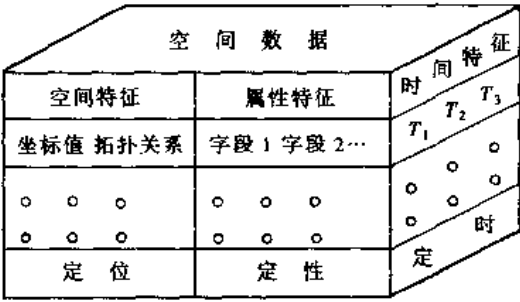 空间数据
空间特征 属性特征 时间特征
坐标值 拓扑关系 字段1 字段2… T₁ T₂ T₃
定位 定性 定时